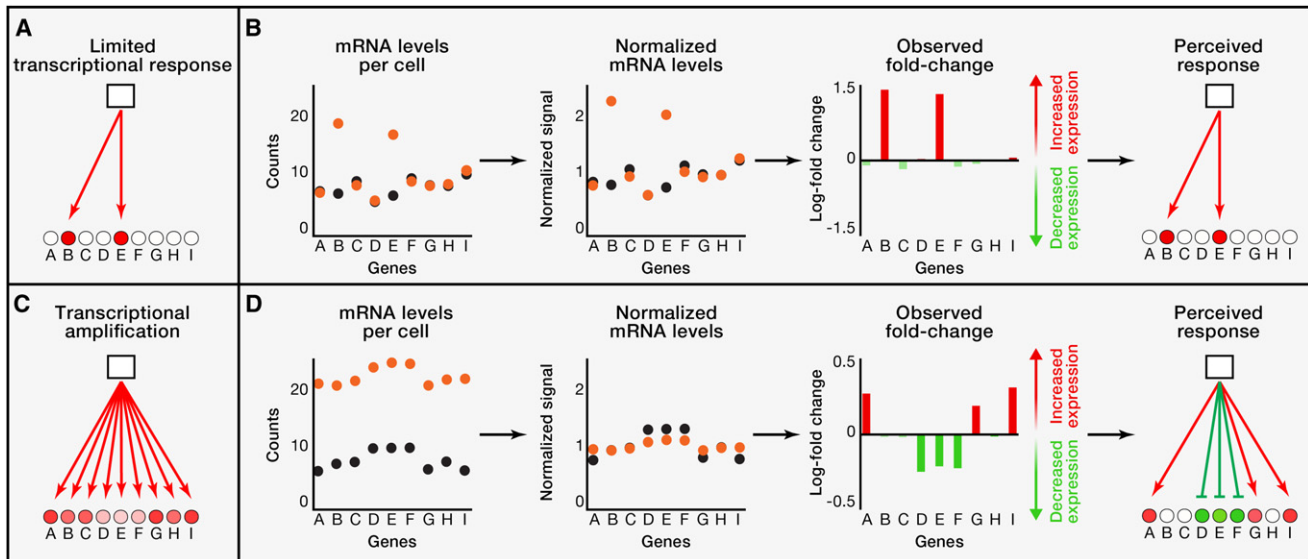 A
Limited
transcriptional response
A B C D E F G H I
B
mRNA levels
per cell
Counts
20
10
0
A B C D E F G H I
Genes
Normalized
mRNA levels
Normalized signal
2
1
0
A B C D E F G H I
Genes
Observed
fold-change
Log-fold change
1.5
0
-1.5
A B C D E F G H I
Genes
Increased
expression
Decreased
expression
Perceived
response
A B C D E F G H I
C
Transcriptional
amplification
A B C D E F G H I
D
mRNA levels
per cell
Counts
20
10
0
A B C D E F G H I
Genes
Normalized
mRNA levels
Normalized signal
2
1
0
A B C D E F G H I
Genes
Observed
fold-change
Log-fold change
0.5
0
-0.5
A B C D E F G H I
Genes
Increased
expression
Decreased
expression
Perceived
response
A B C D E F G H I